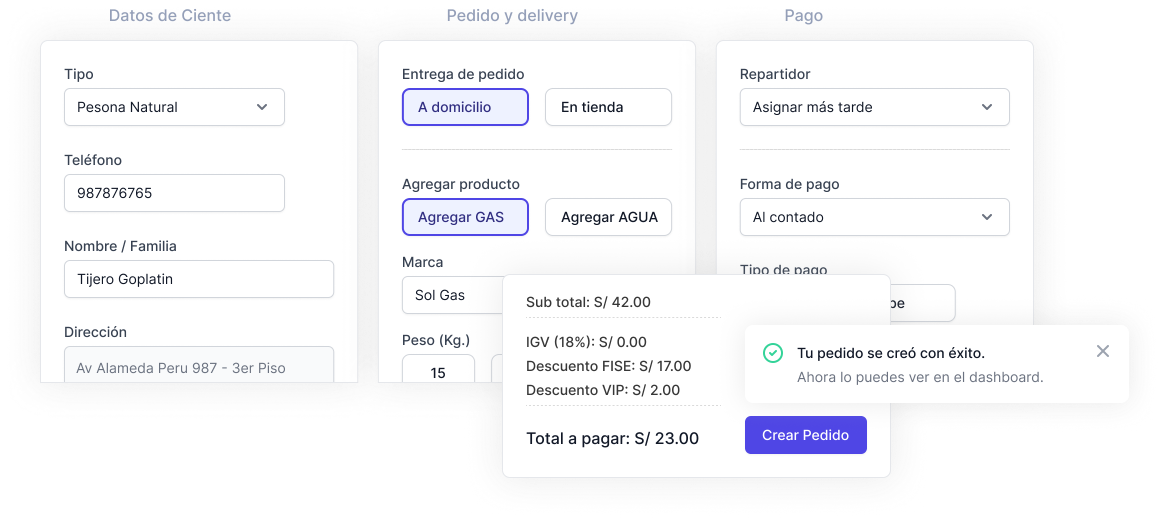 Datos de Ciente
Tipo
Pesona Natural
Teléfono
987876765
Nombre / Familia
Tijero Goplatin
Dirección
Av Alameda Peru 987 - 3er Piso
Pedido y delivery
Entrega de pedido
A domicilio
En tienda
Agregar producto
Agregar GAS
Agregar AGUA
Marca
Sol Gas
Peso (Kg.)
15
Pago
Repartidor
Asignar más tarde
Forma de pago
Al contado
Tipo de pago
Sub total: S/ 42.00
IGV (18%): S/ 0.00
Descuento FISE: S/ 17.00
Descuento VIP: S/ 2.00
Total a pagar: S/ 23.00
Crear Pedido
Tu pedido se creó con éxito.
Ahora lo puedes ver en el dashboard.